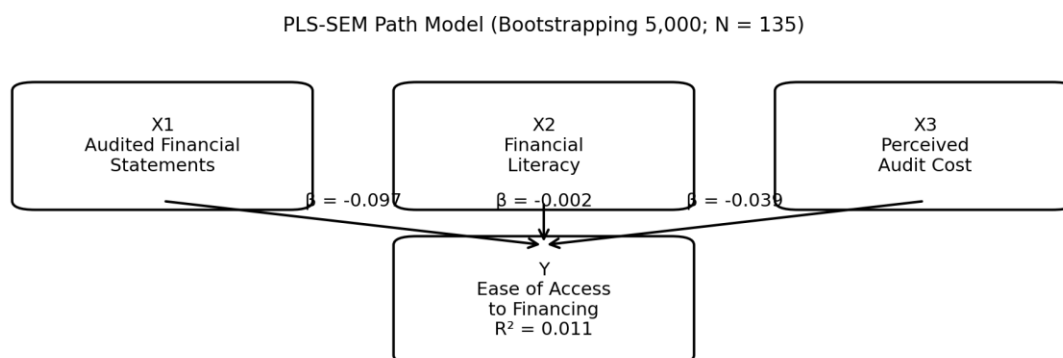 PLS-SEM Path Model (Bootstrapping 5,000; N = 135)
X1
Audited Financial
Statements
X2
Financial
Literacy
X3
Perceived
Audit Cost
β = -0.097
β = -0.002
β = -0.039
Y
Ease of Access
to Financing
R² = 0.011